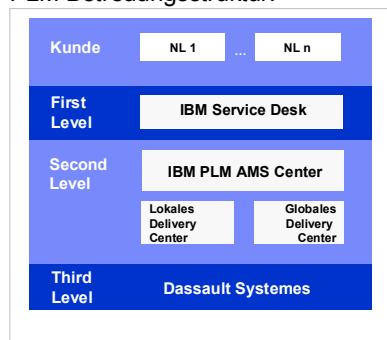 PLM Betreuungsstruktur:
Kunde NL 1 ... NL n
First
Level
IBM Service Desk
Second
Level
IBM PLM AMS Center
Lokales
Delivery
Center
Globales
Delivery
Center
Third
Level
Dassault Systemes